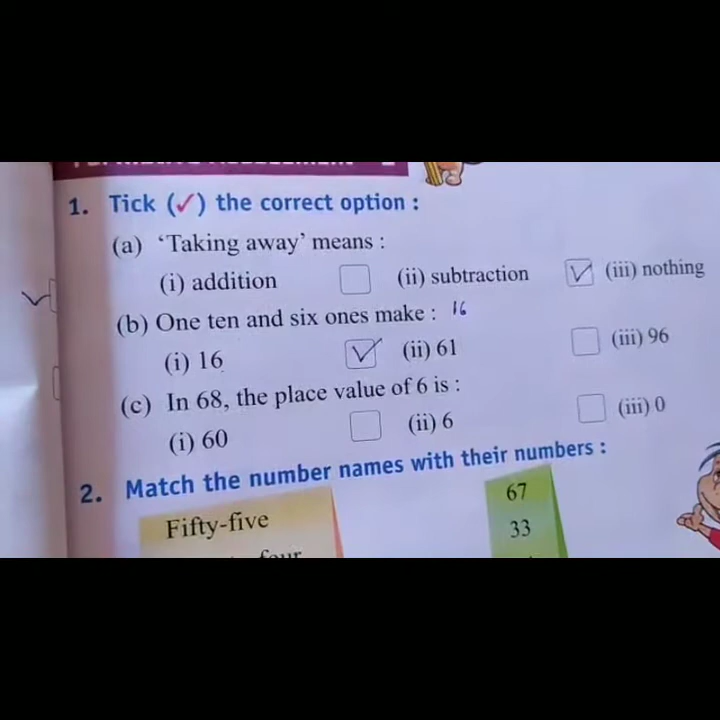 1. Tick (✓) the correct option :
(a) ‘Taking away’ means :
(i) addition (ii) subtraction (iii) nothing
(b) One ten and six ones make : 16
(i) 16 (ii) 61 (iii) 96
(c) In 68, the place value of 6 is :
(i) 60 (ii) 6 (iii) 0
2. Match the number names with their numbers :
Fifty-five 67
33
four